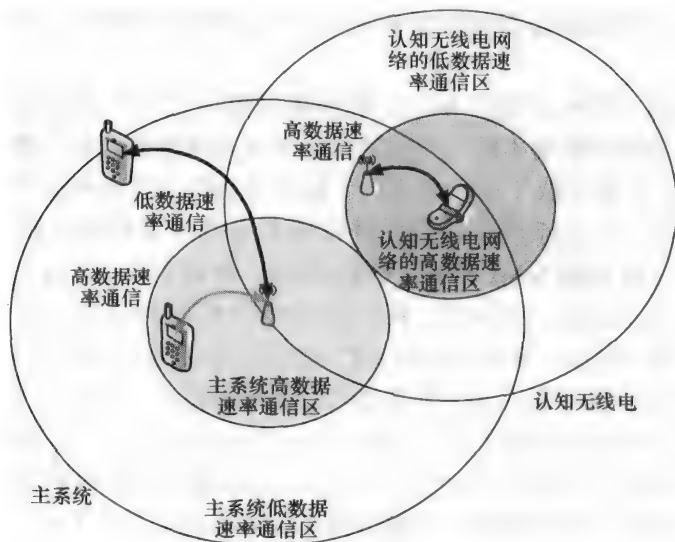 认知无线电网
络的低数据速
率通信区
高数据速
率通信
低数据速
率通信
认知无线电网
络的高数据速
率通信区
高数据速
率通信
主系统高数据
速率通信区
认知无线电
主系统
主系统低数据
速率通信区